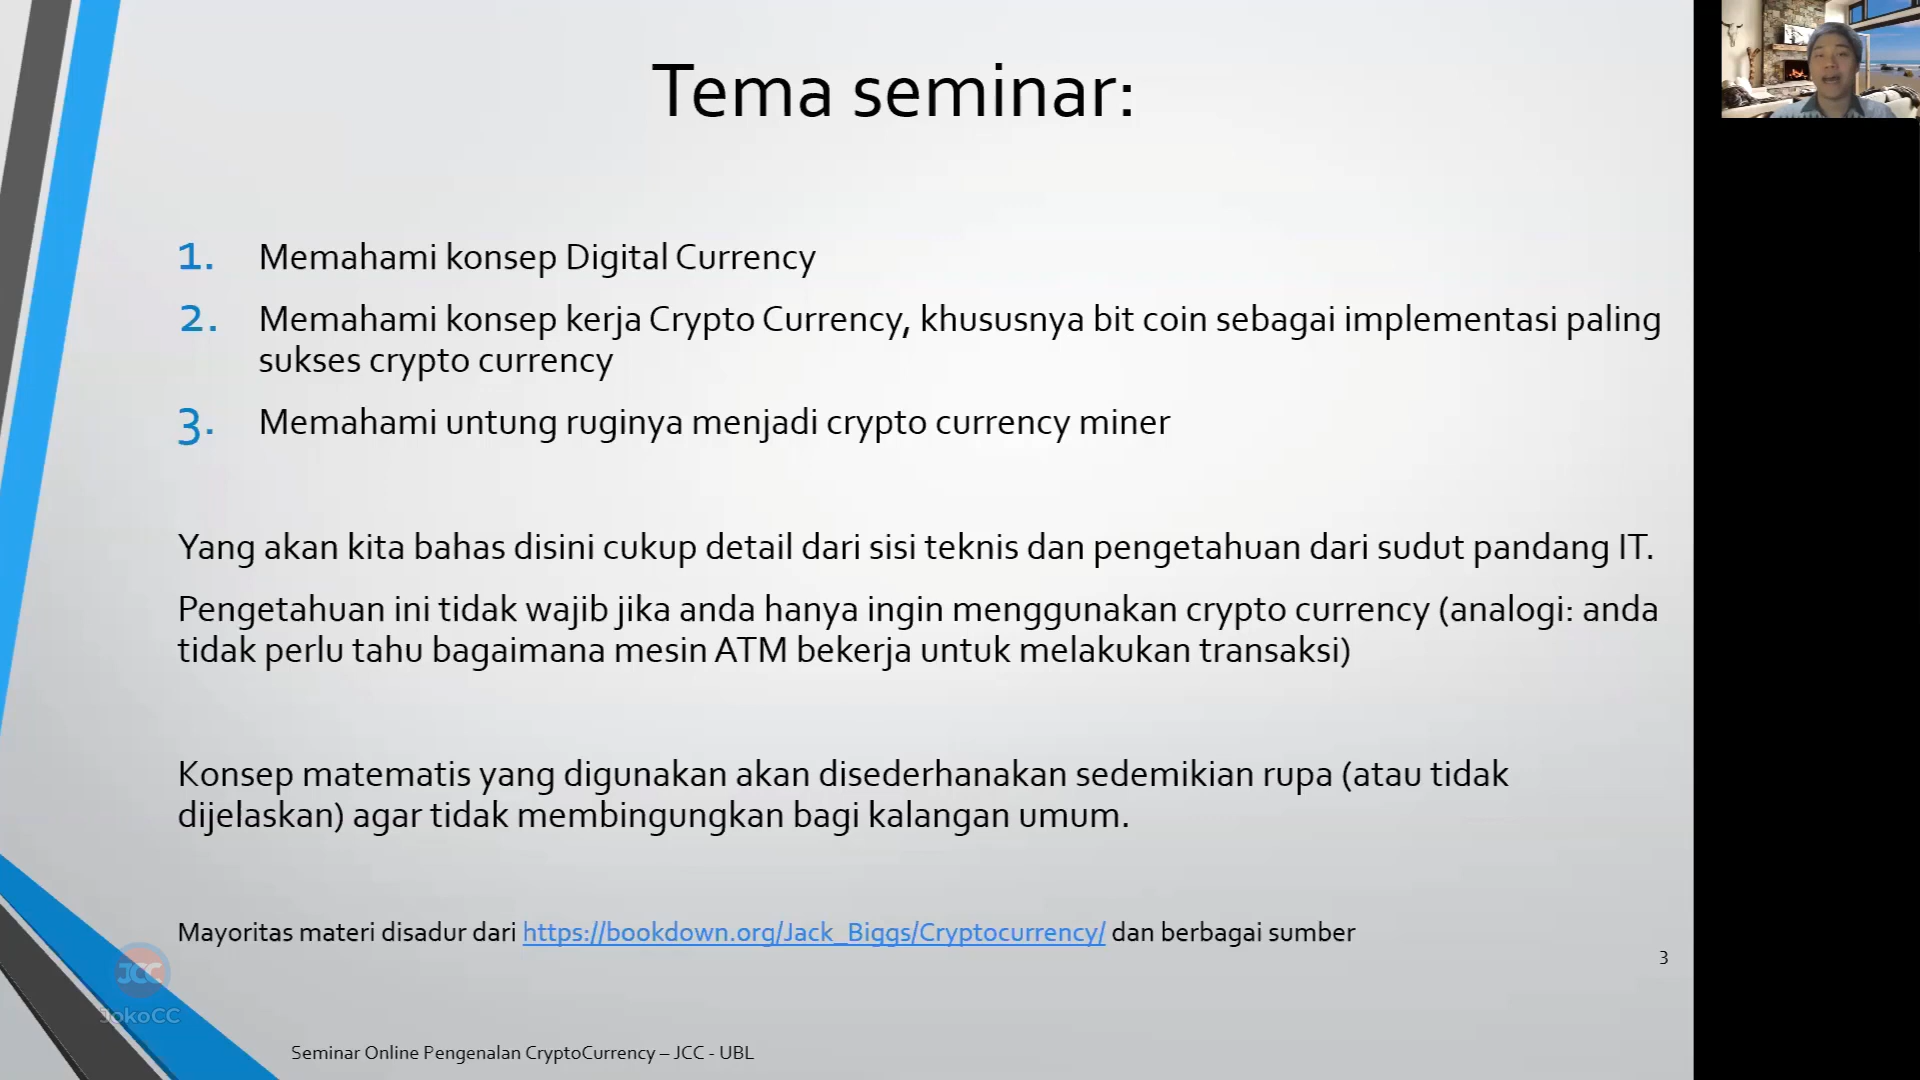 Tema seminar:
1. Memahami konsep Digital Currency
2. Memahami konsep kerja Crypto Currency, khususnya bit coin sebagai implementasi paling
sukses crypto currency
3. Memahami untung ruginya menjadi crypto currency miner
Yang akan kita bahas disini cukup detail dari sisi teknis dan pengetahuan dari sudut pandang IT.
Pengetahuan ini tidak wajib jika anda hanya ingin menggunakan crypto currency (analogi: anda
tidak perlu tahu bagaimana mesin ATM bekerja untuk melakukan transaksi)
Konsep matematis yang digunakan akan disederhanakan sedemikian rupa (atau tidak
dijelaskan) agar tidak membingungkan bagi kalangan umum.
Mayoritas materi disadur dari https://bookdown.org/Jack_Biggs/Cryptocurrency/ dan berbagai sumber
3
JCC
JokoCC
Seminar Online Pengenalan CryptoCurrency – JCC - UBL